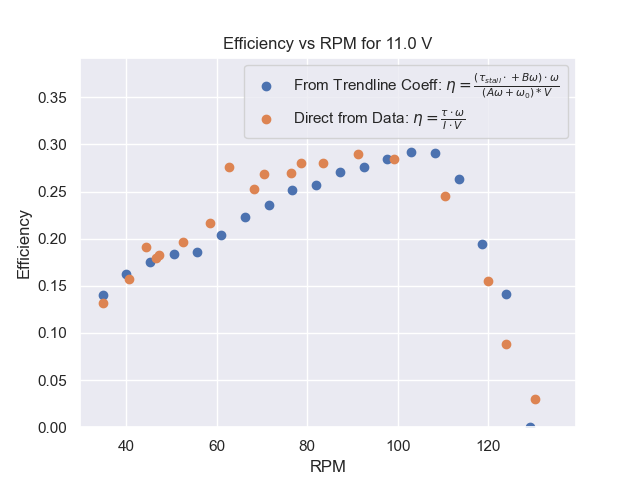 Efficiency vs RPM for 11.0 V
From Trendline Coeff: η = (τ_stall · + Bω) · ω / (Aω + ω₀) * V
Direct from Data: η = τ · ω / I · V
Efficiency
0.35
0.30
0.25
0.20
0.15
0.10
0.05
0.00
40 60 80 100 120
RPM